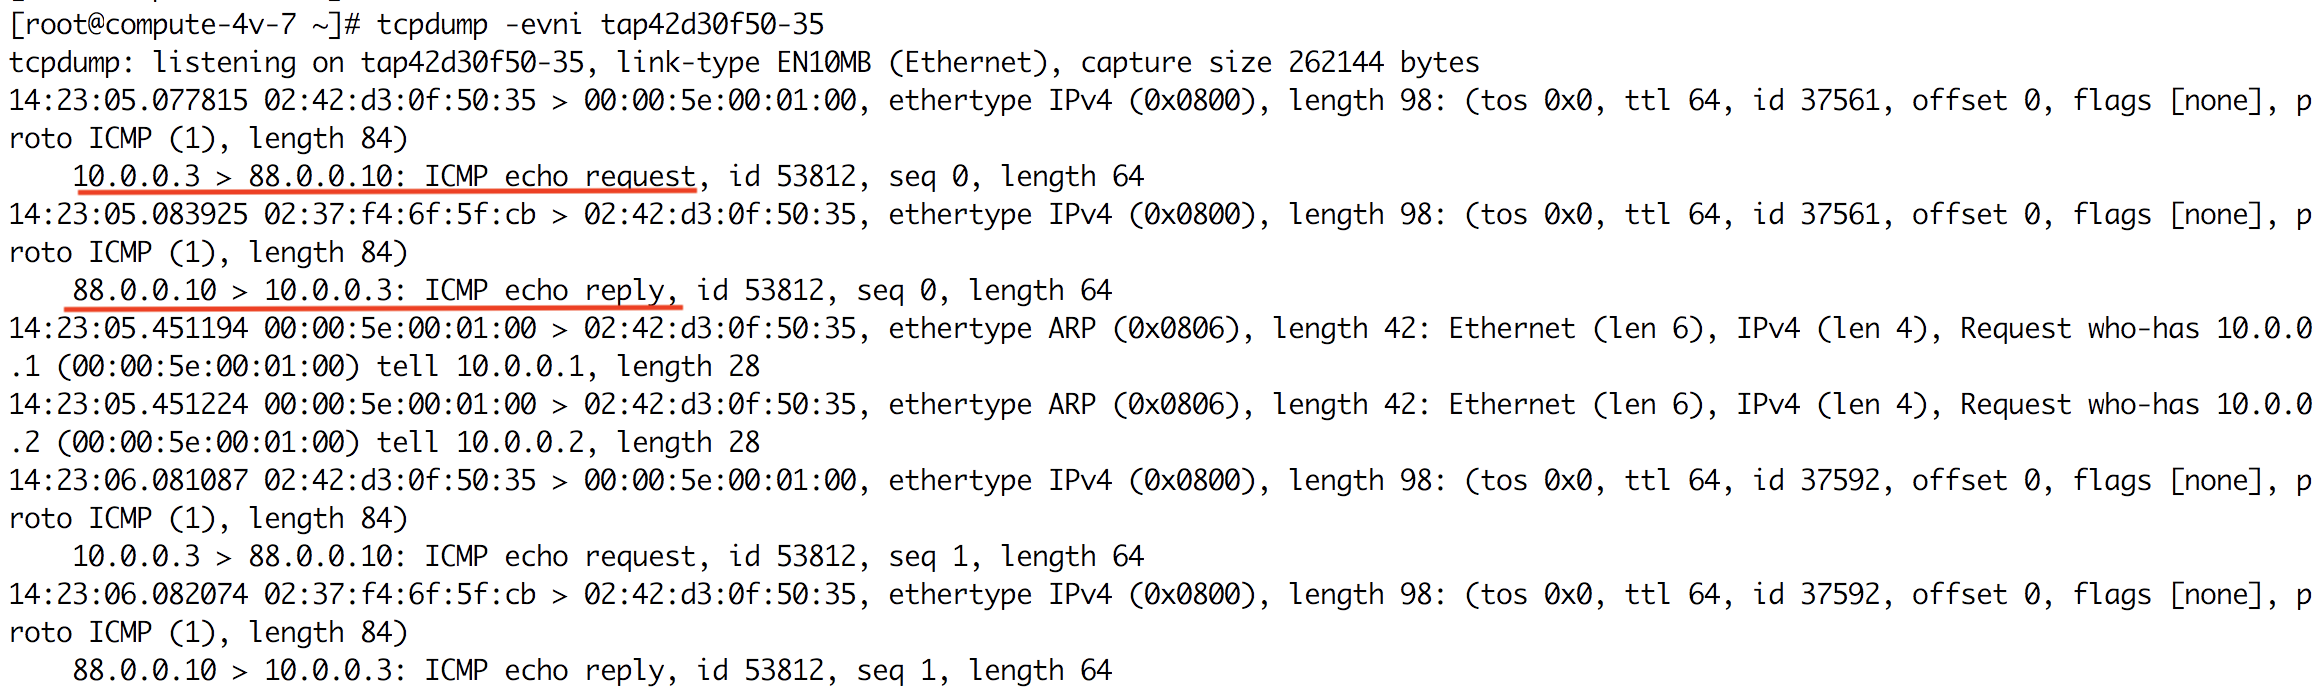 [root@compute-4v-7 ~]# tcpdump -evni tap42d30f50-35
tcpdump: listening on tap42d30f50-35, link-type EN10MB (Ethernet), capture size 262144 bytes
14:23:05.077815 02:42:d3:0f:50:35 > 00:00:5e:00:01:00, ethertype IPv4 (0x0800), length 98: (tos 0x0, ttl 64, id 37561, offset 0, flags [none], p
roto ICMP (1), length 84)
    10.0.0.3 > 88.0.0.10: ICMP echo request, id 53812, seq 0, length 64
14:23:05.083925 02:37:f4:6f:5f:cb > 02:42:d3:0f:50:35, ethertype IPv4 (0x0800), length 98: (tos 0x0, ttl 64, id 37561, offset 0, flags [none], p
roto ICMP (1), length 84)
    88.0.0.10 > 10.0.0.3: ICMP echo reply, id 53812, seq 0, length 64
14:23:05.451194 00:00:5e:00:01:00 > 02:42:d3:0f:50:35, ethertype ARP (0x0806), length 42: Ethernet (len 6), IPv4 (len 4), Request who-has 10.0.0
.1 (00:00:5e:00:01:00) tell 10.0.0.1, length 28
14:23:05.451224 00:00:5e:00:01:00 > 02:42:d3:0f:50:35, ethertype ARP (0x0806), length 42: Ethernet (len 6), IPv4 (len 4), Request who-has 10.0.0
.2 (00:00:5e:00:01:00) tell 10.0.0.2, length 28
14:23:06.081087 02:42:d3:0f:50:35 > 00:00:5e:00:01:00, ethertype IPv4 (0x0800), length 98: (tos 0x0, ttl 64, id 37592, offset 0, flags [none], p
roto ICMP (1), length 84)
    10.0.0.3 > 88.0.0.10: ICMP echo request, id 53812, seq 1, length 64
14:23:06.082074 02:37:f4:6f:5f:cb > 02:42:d3:0f:50:35, ethertype IPv4 (0x0800), length 98: (tos 0x0, ttl 64, id 37592, offset 0, flags [none], p
roto ICMP (1), length 84)
    88.0.0.10 > 10.0.0.3: ICMP echo reply, id 53812, seq 1, length 64